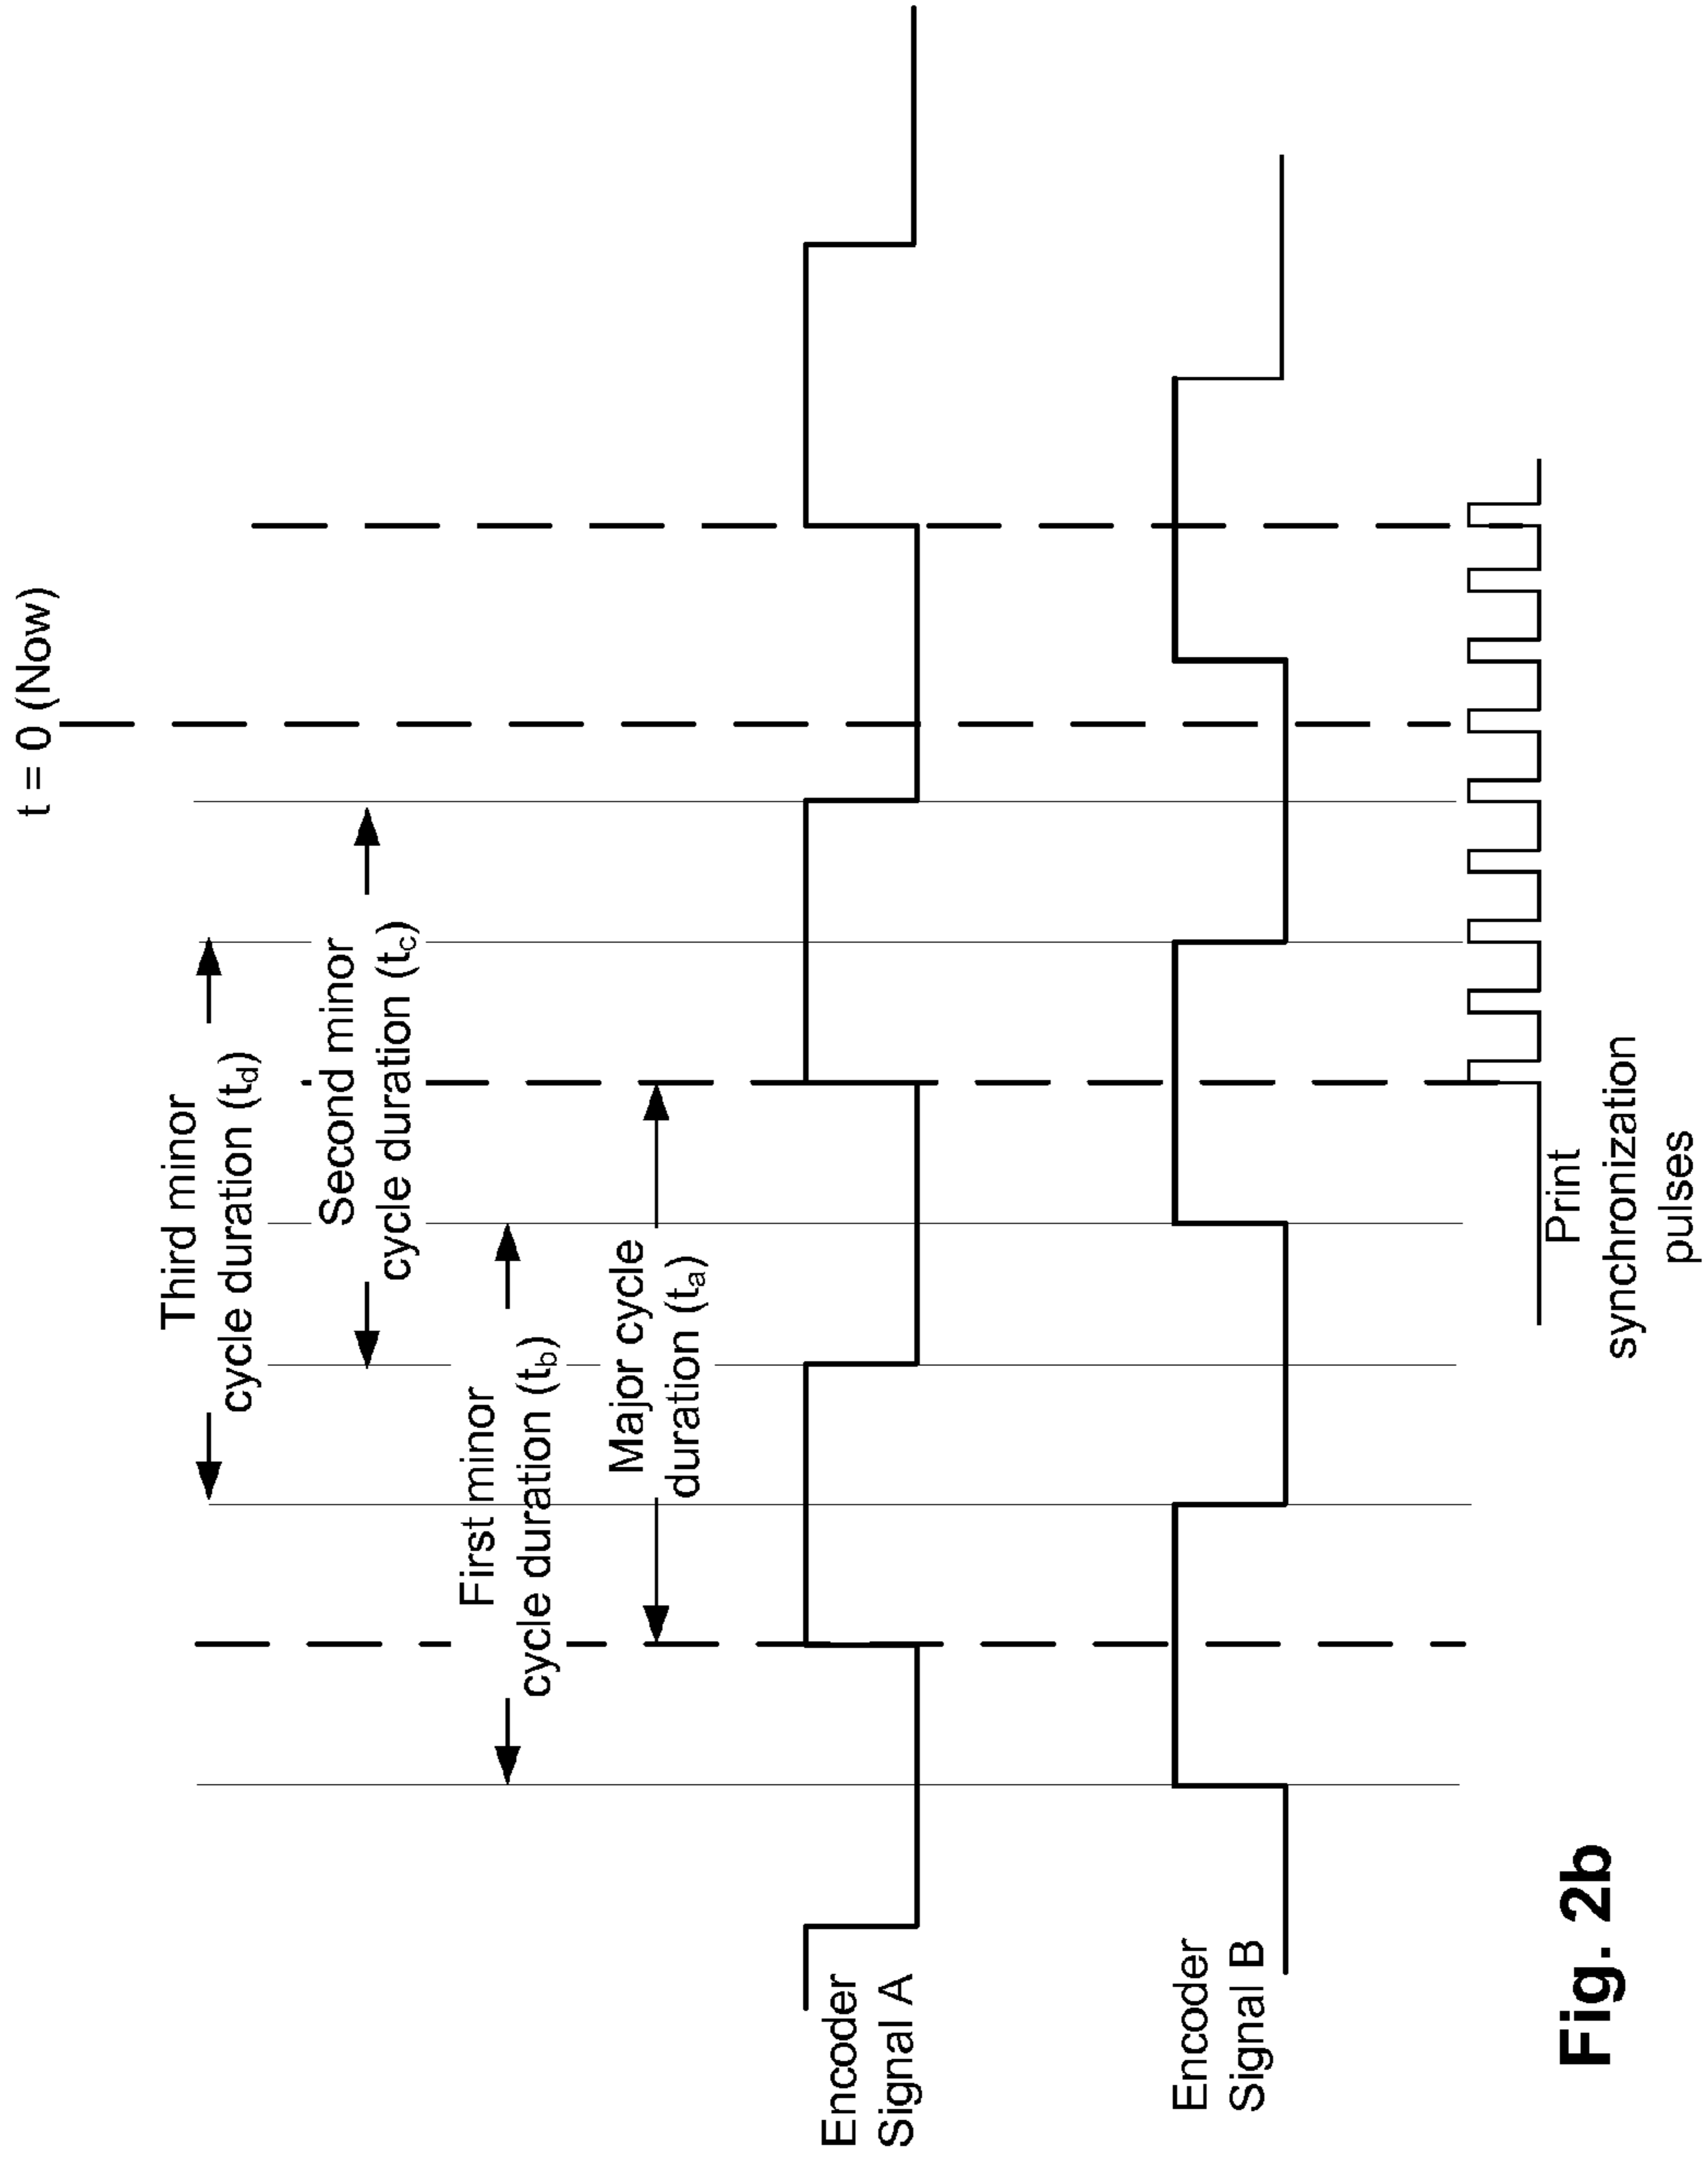 t = 0 (Now)
Third minor
cycle duration (td)
Second minor
cycle duration (tc)
First minor
cycle duration (tb)
Major cycle
duration (ta)
Encoder
Signal A
Encoder
Signal B
Print
synchronization
pulses
Fig. 2b